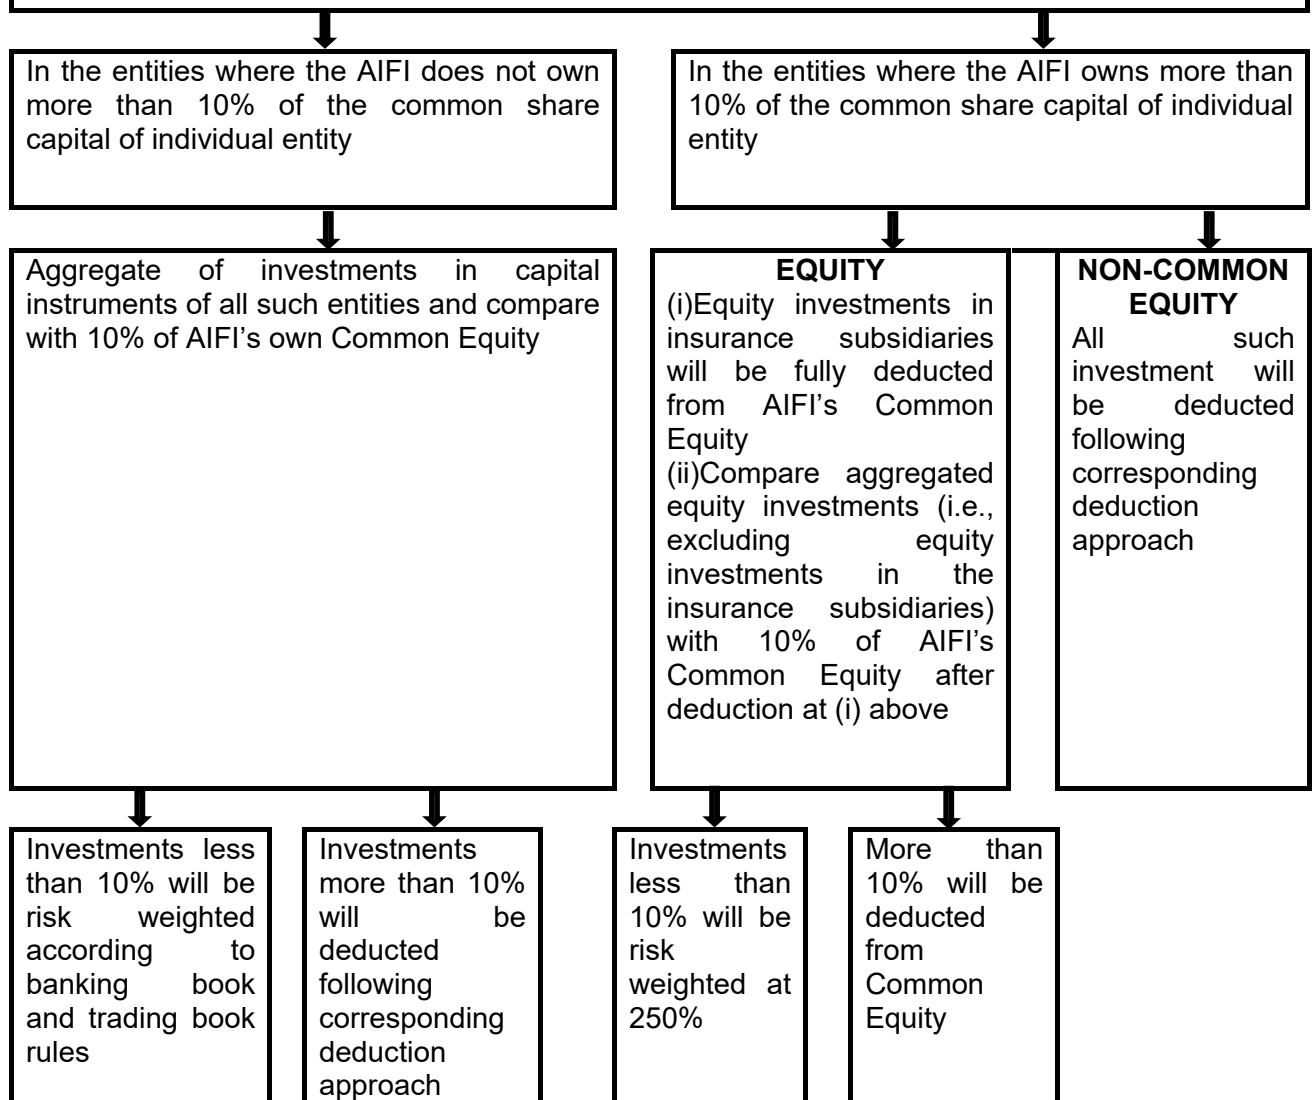 In the entities where the AIFI does not own
more than 10% of the common share
capital of individual entity
In the entities where the AIFI owns more than
10% of the common share capital of individual
entity
Aggregate of investments in capital
instruments of all such entities and compare
with 10% of AIFI's own Common Equity
EQUITY
(i)Equity investments in
insurance subsidiaries
will be fully deducted
from AIFI's Common
Equity
(ii)Compare aggregated
equity investments (i.e.,
excluding equity
investments in the
insurance subsidiaries)
with 10% of AIFI's
Common Equity after
deduction at (i) above
NON-COMMON
EQUITY
All such
investment will
be deducted
following
corresponding
deduction
approach
Investments less
than 10% will be
risk weighted
according to
banking book
and trading book
rules
Investments
more than 10%
will be
deducted
following
corresponding
deduction
approach
Investments
less than
10% will be
risk
weighted at
250%
More than
10% will be
deducted
from
Common
Equity